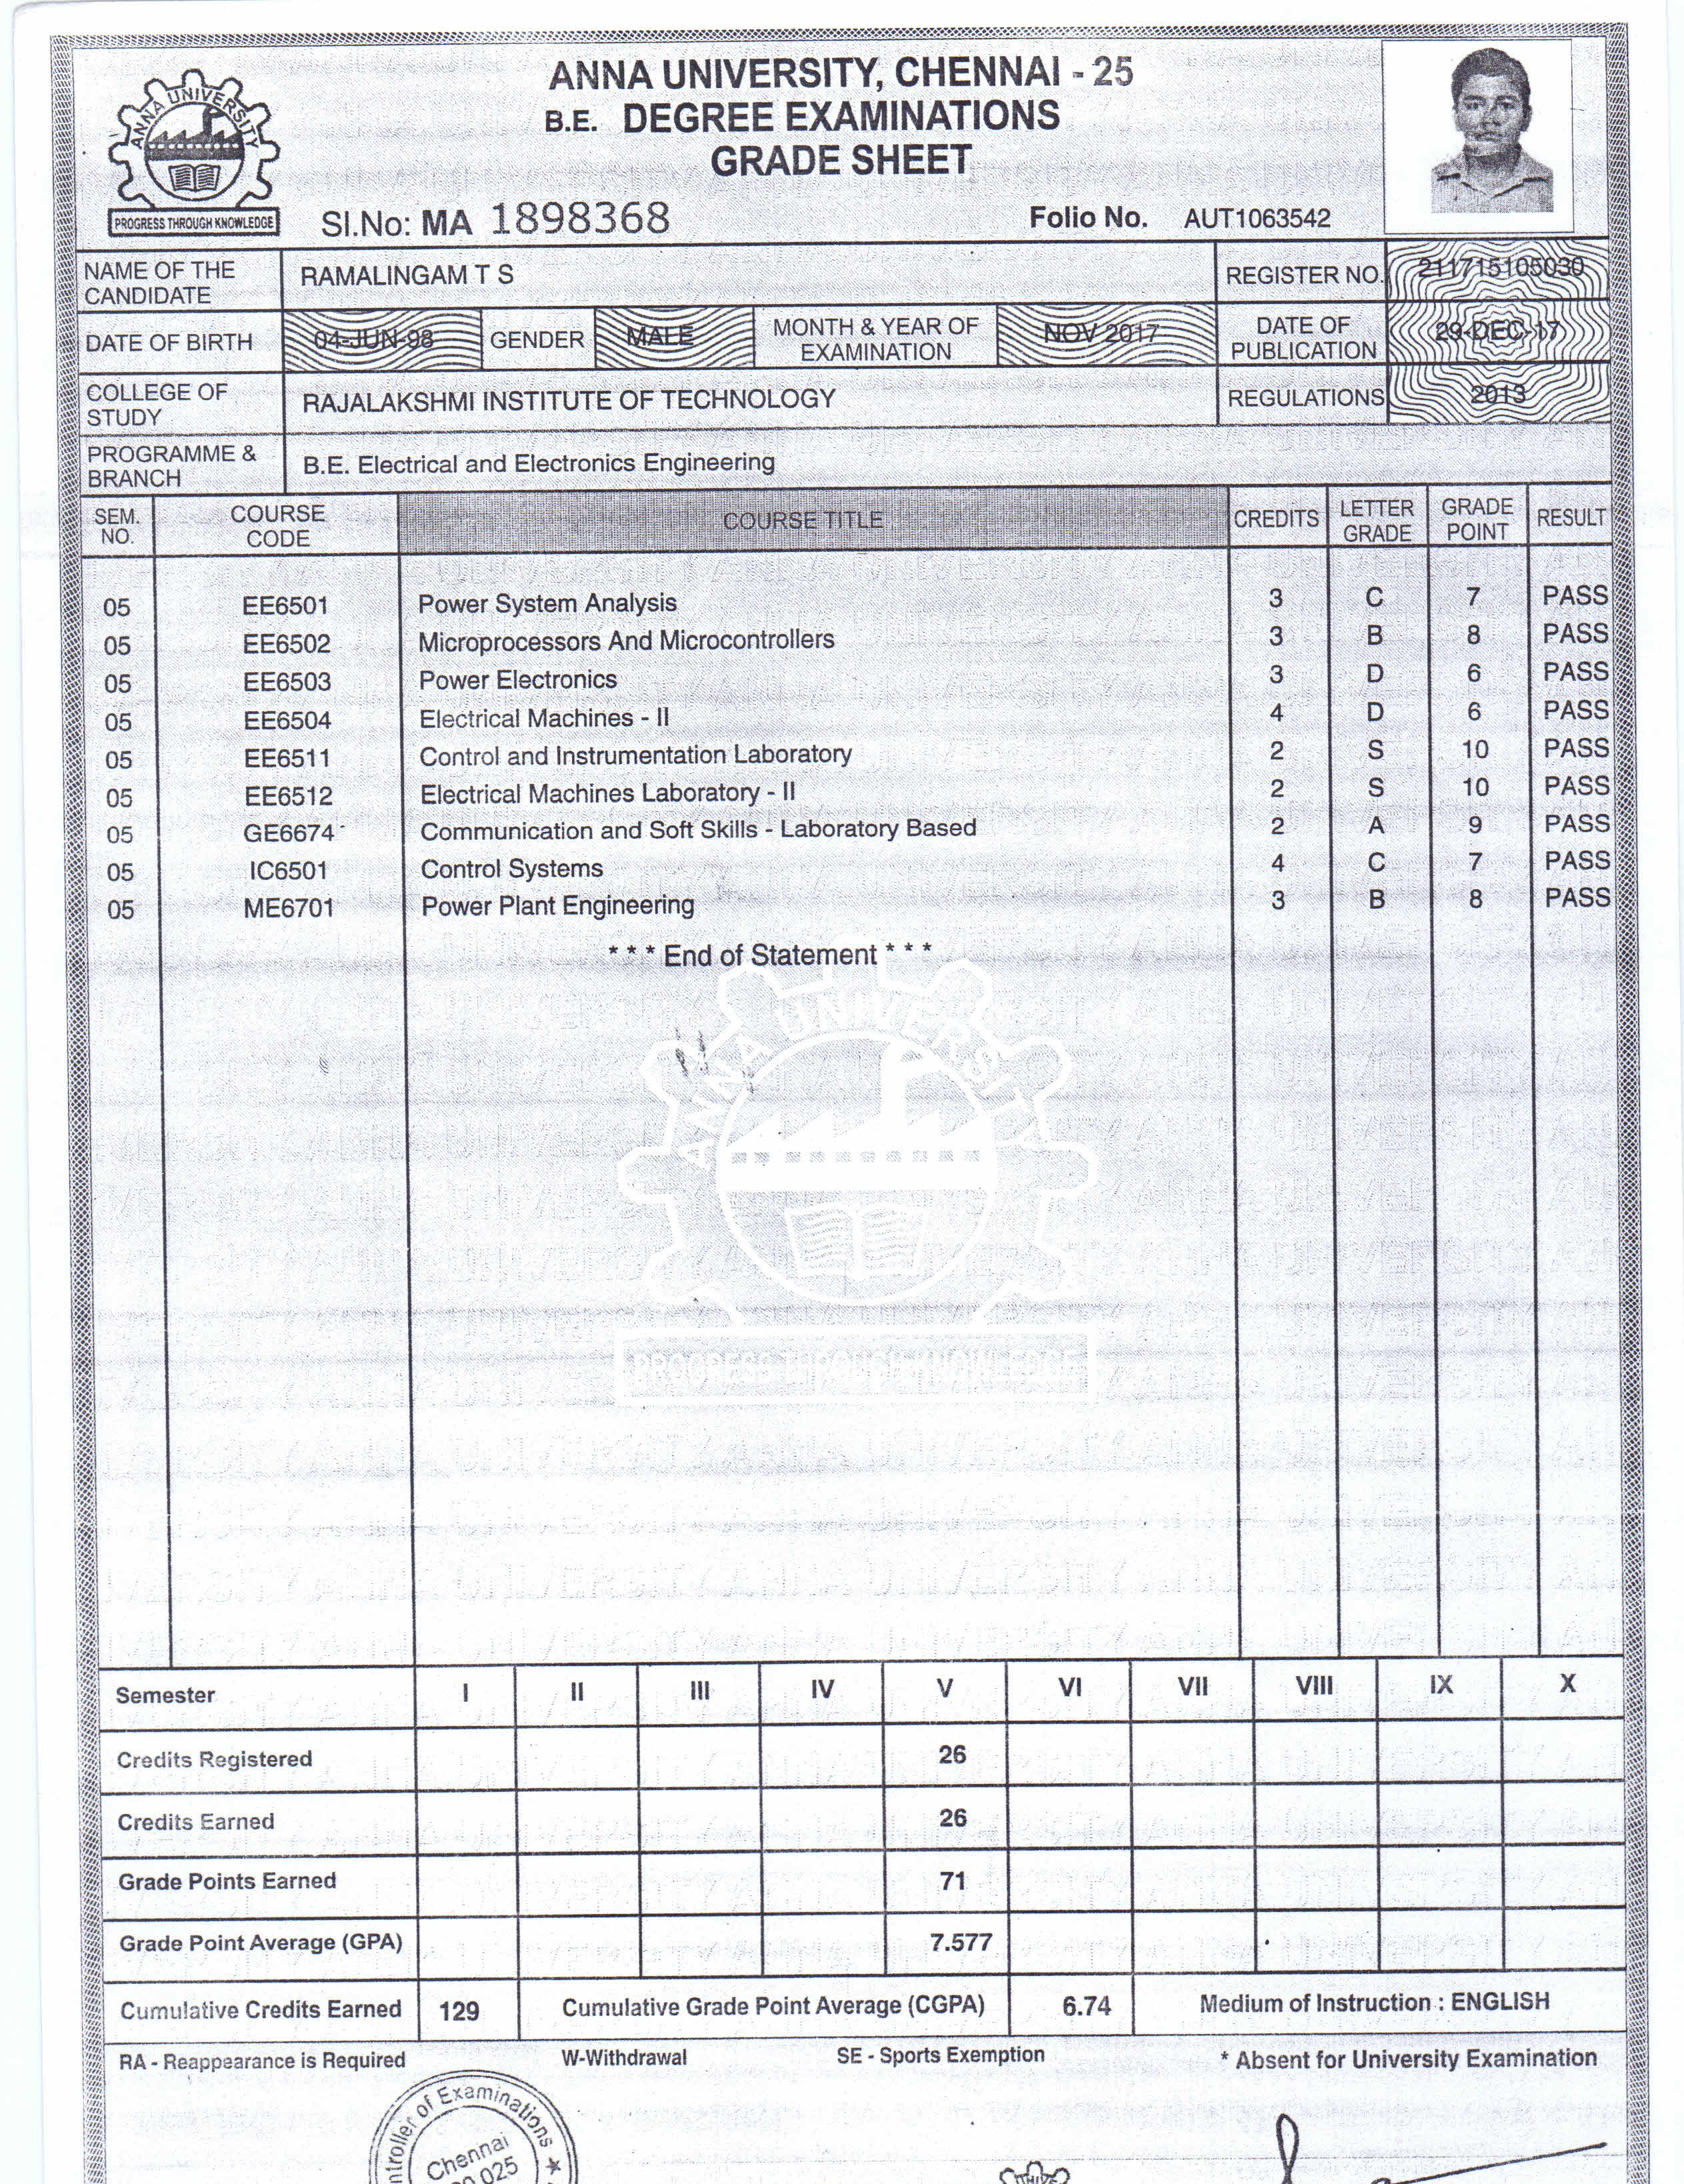 ANNA UNIVERSITY
PROGRESS THROUGH KNOWLEDGE
ANNA UNIVERSITY, CHENNAI - 25
B.E. DEGREE EXAMINATIONS
GRADE SHEET
Sl.No: MA 1898368 Folio No. AUT1063542
NAME OF THE CANDIDATE RAMALINGAM T S REGISTER NO. 211715105030
DATE OF BIRTH 04-JUN-98 GENDER MALE MONTH & YEAR OF EXAMINATION NOV 2017 DATE OF PUBLICATION 29-DEC-17
COLLEGE OF STUDY RAJALAKSHMI INSTITUTE OF TECHNOLOGY REGULATIONS 2013
PROGRAMME & BRANCH B.E. Electrical and Electronics Engineering
SEM. NO. COURSE CODE COURSE TITLE CREDITS LETTER GRADE GRADE POINT RESULT
05 EE6501 Power System Analysis 3 C 7 PASS
05 EE6502 Microprocessors And Microcontrollers 3 B 8 PASS
05 EE6503 Power Electronics 3 D 6 PASS
05 EE6504 Electrical Machines - II 4 D 6 PASS
05 EE6511 Control and Instrumentation Laboratory 2 S 10 PASS
05 EE6512 Electrical Machines Laboratory - II 2 S 10 PASS
05 GE6674 Communication and Soft Skills - Laboratory Based 2 A 9 PASS
05 IC6501 Control Systems 4 C 7 PASS
05 ME6701 Power Plant Engineering 3 B 8 PASS
* * * End of Statement * * *
Semester I II III IV V VI VII VIII IX X
Credits Registered 26
Credits Earned 26
Grade Points Earned 71
Grade Point Average (GPA) 7.577
Cumulative Credits Earned 129 Cumulative Grade Point Average (CGPA) 6.74 Medium of Instruction : ENGLISH
RA - Reappearance is Required W-Withdrawal SE - Sports Exemption * Absent for University Examination
of Examinations
Chennai
025